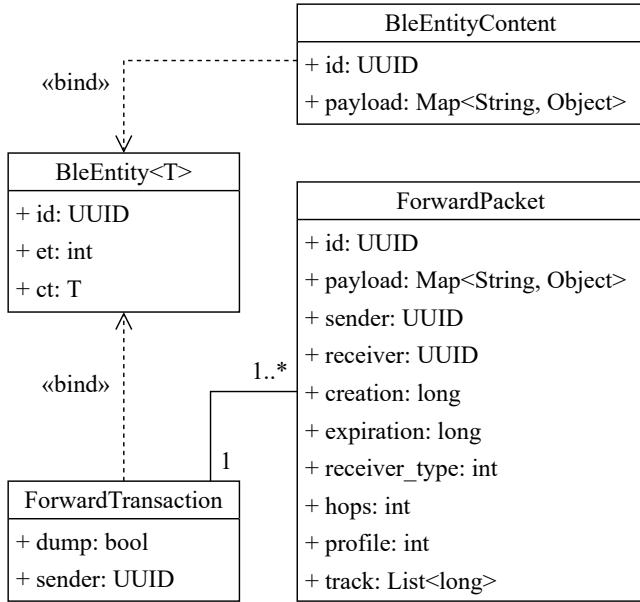 BleEntityContent
+ id: UUID
+ payload: Map<String, Object>
«bind»
BleEntity<T>
+ id: UUID
+ et: int
+ ct: T
«bind»
ForwardPacket
+ id: UUID
+ payload: Map<String, Object>
+ sender: UUID
+ receiver: UUID
+ creation: long
+ expiration: long
+ receiver_type: int
+ hops: int
+ profile: int
+ track: List<long>
1..*
1
ForwardTransaction
+ dump: bool
+ sender: UUID